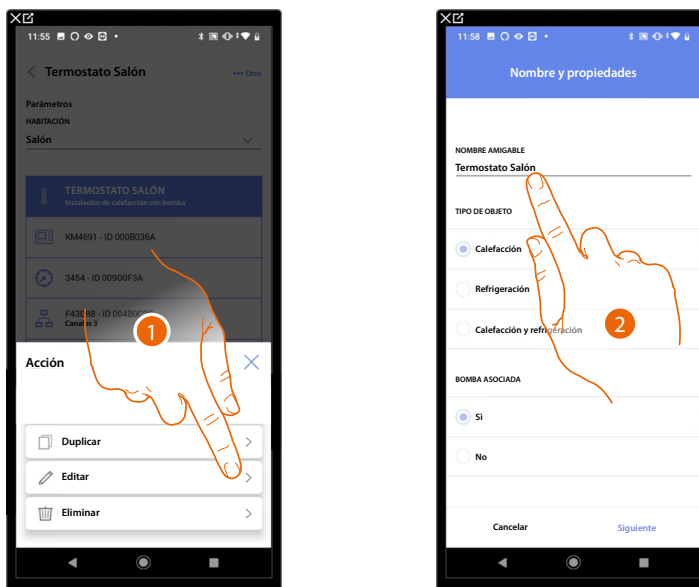 11:55
Termostato Salón
••• Otro
Parámetros
HABITACIÓN
Salón
TERMOSTATO SALÓN
Instalación de calefacción con bomba
KM4691 - ID 000B036A
3454 - ID 009D0F3A
F430R8 - ID 004B00
Canales 3
1
Acción
Duplicar
Editar
Eliminar
11:58
Nombre y propiedades
NOMBRE AMIGABLE
Termostato Salón
TIPO DE OBJETO
Calefacción
Refrigeración
Calefacción y refrigeración
2
BOMBA ASOCIADA
Sì
No
Cancelar
Siguiente